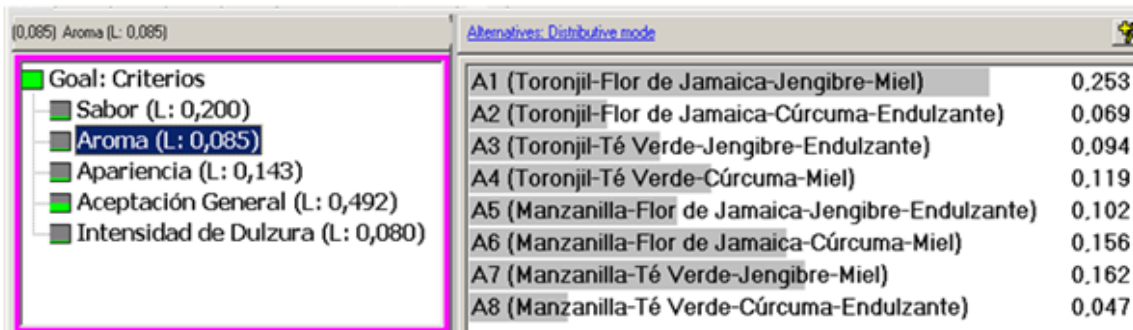 (0,085) Aroma (L: 0,085)
Alternatives: Distributive mode
Goal: Criterios
Sabor (L: 0,200)
Aroma (L: 0,085)
Apariencia (L: 0,143)
Aceptación General (L: 0,492)
Intensidad de Dulzura (L: 0,080)
A1 (Toronjil-Flor de Jamaica-Jengibre-Miel) 0,253
A2 (Toronjil-Flor de Jamaica-Cúrcuma-Endulzante) 0,069
A3 (Toronjil-Té Verde-Jengibre-Endulzante) 0,094
A4 (Toronjil-Té Verde-Cúrcuma-Miel) 0,119
A5 (Manzanilla-Flor de Jamaica-Jengibre-Endulzante) 0,102
A6 (Manzanilla-Flor de Jamaica-Cúrcuma-Miel) 0,156
A7 (Manzanilla-Té Verde-Jengibre-Miel) 0,162
A8 (Manzanilla-Té Verde-Cúrcuma-Endulzante) 0,047